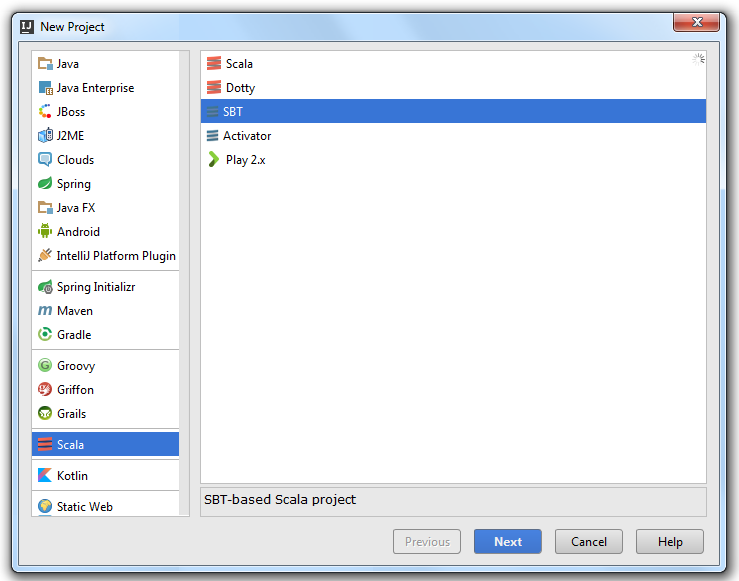 New Project
Java
Java Enterprise
JBoss
J2ME
Clouds
Spring
Java FX
Android
IntelliJ Platform Plugin
Spring Initializr
Maven
Gradle
Groovy
Griffon
Grails
Scala
Kotlin
Static Web
Scala
Dotty
SBT
Activator
Play 2.x
SBT-based Scala project
Previous
Next
Cancel
Help